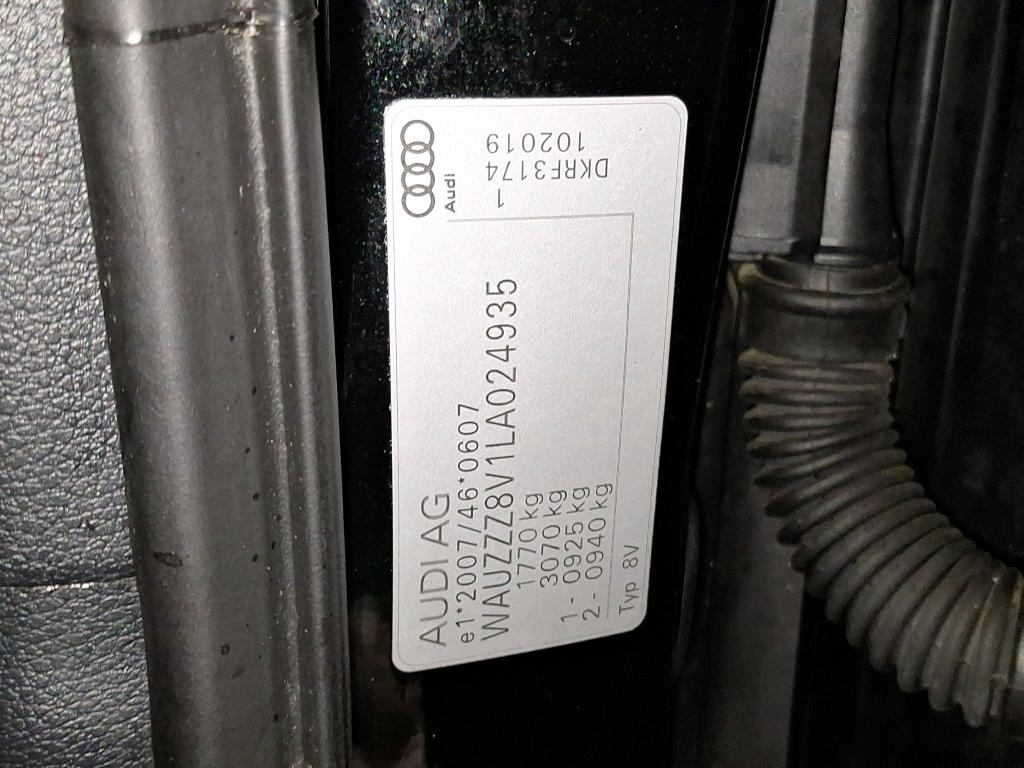 AUDI AG
e1*2007/46*0607
WAUZZZ8V1LA024935
1770 kg
3070 kg
1- 0925 kg
2- 0940 kg
Typ 8V
Audi
DKRF3174
102019